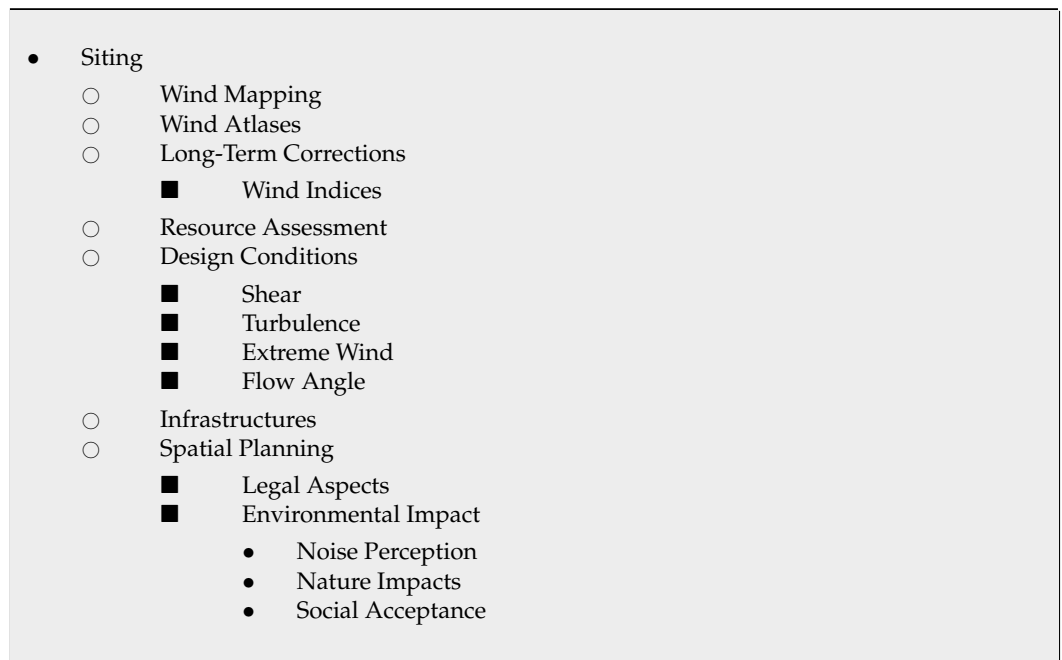 • Siting
○ Wind Mapping
○ Wind Atlases
○ Long-Term Corrections
■ Wind Indices
○ Resource Assessment
○ Design Conditions
■ Shear
■ Turbulence
■ Extreme Wind
■ Flow Angle
○ Infrastructures
○ Spatial Planning
■ Legal Aspects
■ Environmental Impact
• Noise Perception
• Nature Impacts
• Social Acceptance